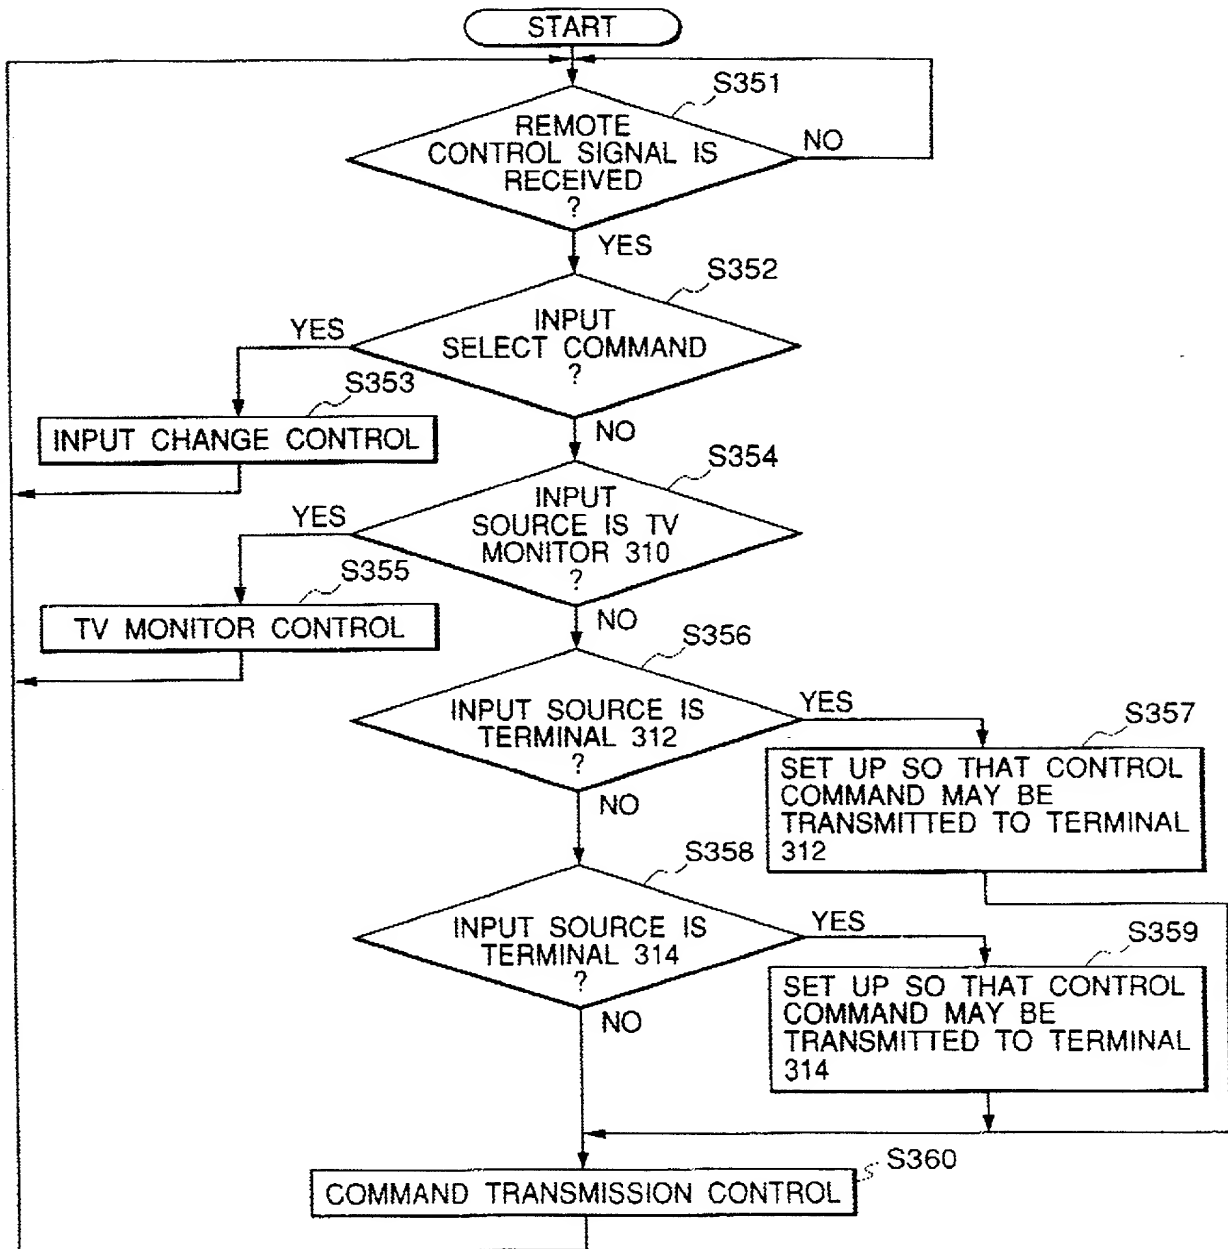 START
S351
REMOTE
CONTROL SIGNAL IS
RECEIVED
?
NO
YES
S352
INPUT
SELECT COMMAND
?
YES
NO
S353
INPUT CHANGE CONTROL
S354
INPUT
SOURCE IS TV
MONITOR 310
?
YES
NO
S355
TV MONITOR CONTROL
S356
INPUT SOURCE IS
TERMINAL 312
?
YES
NO
S357
SET UP SO THAT CONTROL
COMMAND MAY BE
TRANSMITTED TO TERMINAL
312
S358
INPUT SOURCE IS
TERMINAL 314
?
YES
NO
S359
SET UP SO THAT CONTROL
COMMAND MAY BE
TRANSMITTED TO TERMINAL
314
S360
COMMAND TRANSMISSION CONTROL